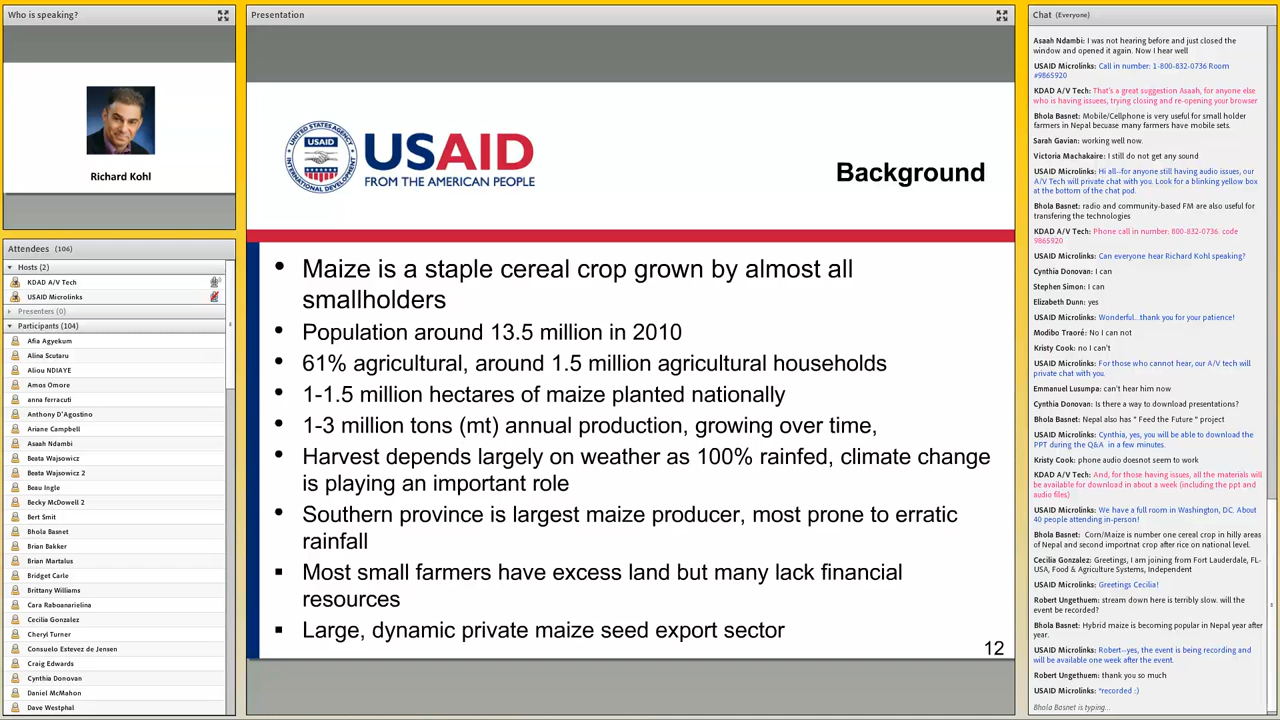 Who is speaking?
Richard Kohl
Attendees (106)
Hosts (2)
KDAD A/V Tech
USAID Microlinks
Presenters (0)
Participants (104)
Afia Agyekum
Alina Scutaru
Aliou NDIAYE
Amos Omore
anna ferracuti
Anthony D'Agostino
Ariane Campbell
Asaah Ndambi
Beata Wajsowicz
Beata Wajsowicz 2
Beau Ingle
Becky McDowell 2
Bert Smit
Bhola Basnet
Brian Bakker
Brian Martalus
Bridget Carle
Brittany Williams
Cara Raboanarielina
Cecilia Gonzalez
Cheryl Turner
Consuelo Estevez de Jensen
Craig Edwards
Cynthia Donovan
Daniel McMahon
Dave Westphal
Presentation
UNITED STATES AGENCY
USAID
INTERNATIONAL DEVELOPMENT
USAID
FROM THE AMERICAN PEOPLE
Background
• Maize is a staple cereal crop grown by almost all
smallholders
• Population around 13.5 million in 2010
• 61% agricultural, around 1.5 million agricultural households
• 1-1.5 million hectares of maize planted nationally
• 1-3 million tons (mt) annual production, growing over time,
• Harvest depends largely on weather as 100% rainfed, climate change
is playing an important role
• Southern province is largest maize producer, most prone to erratic
rainfall
▪ Most small farmers have excess land but many lack financial
resources
▪ Large, dynamic private maize seed export sector
12
Chat (Everyone)
Asaah Ndambi: I was not hearing before and just closed the
window and opened it again. Now I hear well
USAID Microlinks: Call in number: 1-800-832-0736 Room
#9865920
KDAD A/V Tech: That's a great suggestion Asaah, for anyone else
who is having issuees, trying closing and re-opening your browser
Bhola Basnet: Mobile/Cellphone is very useful for small holder
farmers in Nepal becuase many farmers have mobile sets.
Sarah Gavian: working well now.
Victoria Machakaire: I still do not get any sound
USAID Microlinks: Hi all--for anyone still having audio issues, our
A/V Tech will private chat with you. Look for a blinking yellow box
at the bottom of the chat pod.
Bhola Basnet: radio and community-based FM are also useful for
transfering the technologies
KDAD A/V Tech: Phone call in number: 800-832-0736. code
9865920
USAID Microlinks: Can everyone hear Richard Kohl speaking?
Cynthia Donovan: I can
Stephen Simon: I can
Elizabeth Dunn: yes
USAID Microlinks: Wonderful...thank you for your patience!
Modibo Traoré: No I can not
Kristy Cook: no I can't
USAID Microlinks: For those who cannot hear, our A/V tech will
private chat with you.
Emmanuel Lusumpa: can't hear him now
Cynthia Donovan: Is there a way to download presentations?
Bhola Basnet: Nepal also has " Feed the Future " project
USAID Microlinks: Cynthia, yes, you will be able to download the
PPT during the Q&A in a few minutes.
Kristy Cook: phone audio doesnot seem to work
KDAD A/V Tech: And, for those having issues, all the materials will
be available for download in about a week (including the ppt and
audio files)
USAID Microlinks: We have a full room in Washington, DC. About
40 people attending in-person!
Bhola Basnet: Corn/Maize is number one cereal crop in hilly areas
of Nepal and second importnat crop after rice on national level.
Cecilia Gonzalez: Greetings, I am joining from Fort Lauderdale, FL-
USA, Food & Agriculture Systems, Independent
USAID Microlinks: Greetings Cecilia!
Robert Ungethuem: stream down here is terribly slow. will the
event be recorded?
Bhola Basnet: Hybrid maize is becoming popular in Nepal year after
year.
USAID Microlinks: Robert--yes, the event is being recording and
will be available one week after the event.
Robert Ungethuem: thank you so much
USAID Microlinks: *recorded :)
Bhola Basnet is typing...